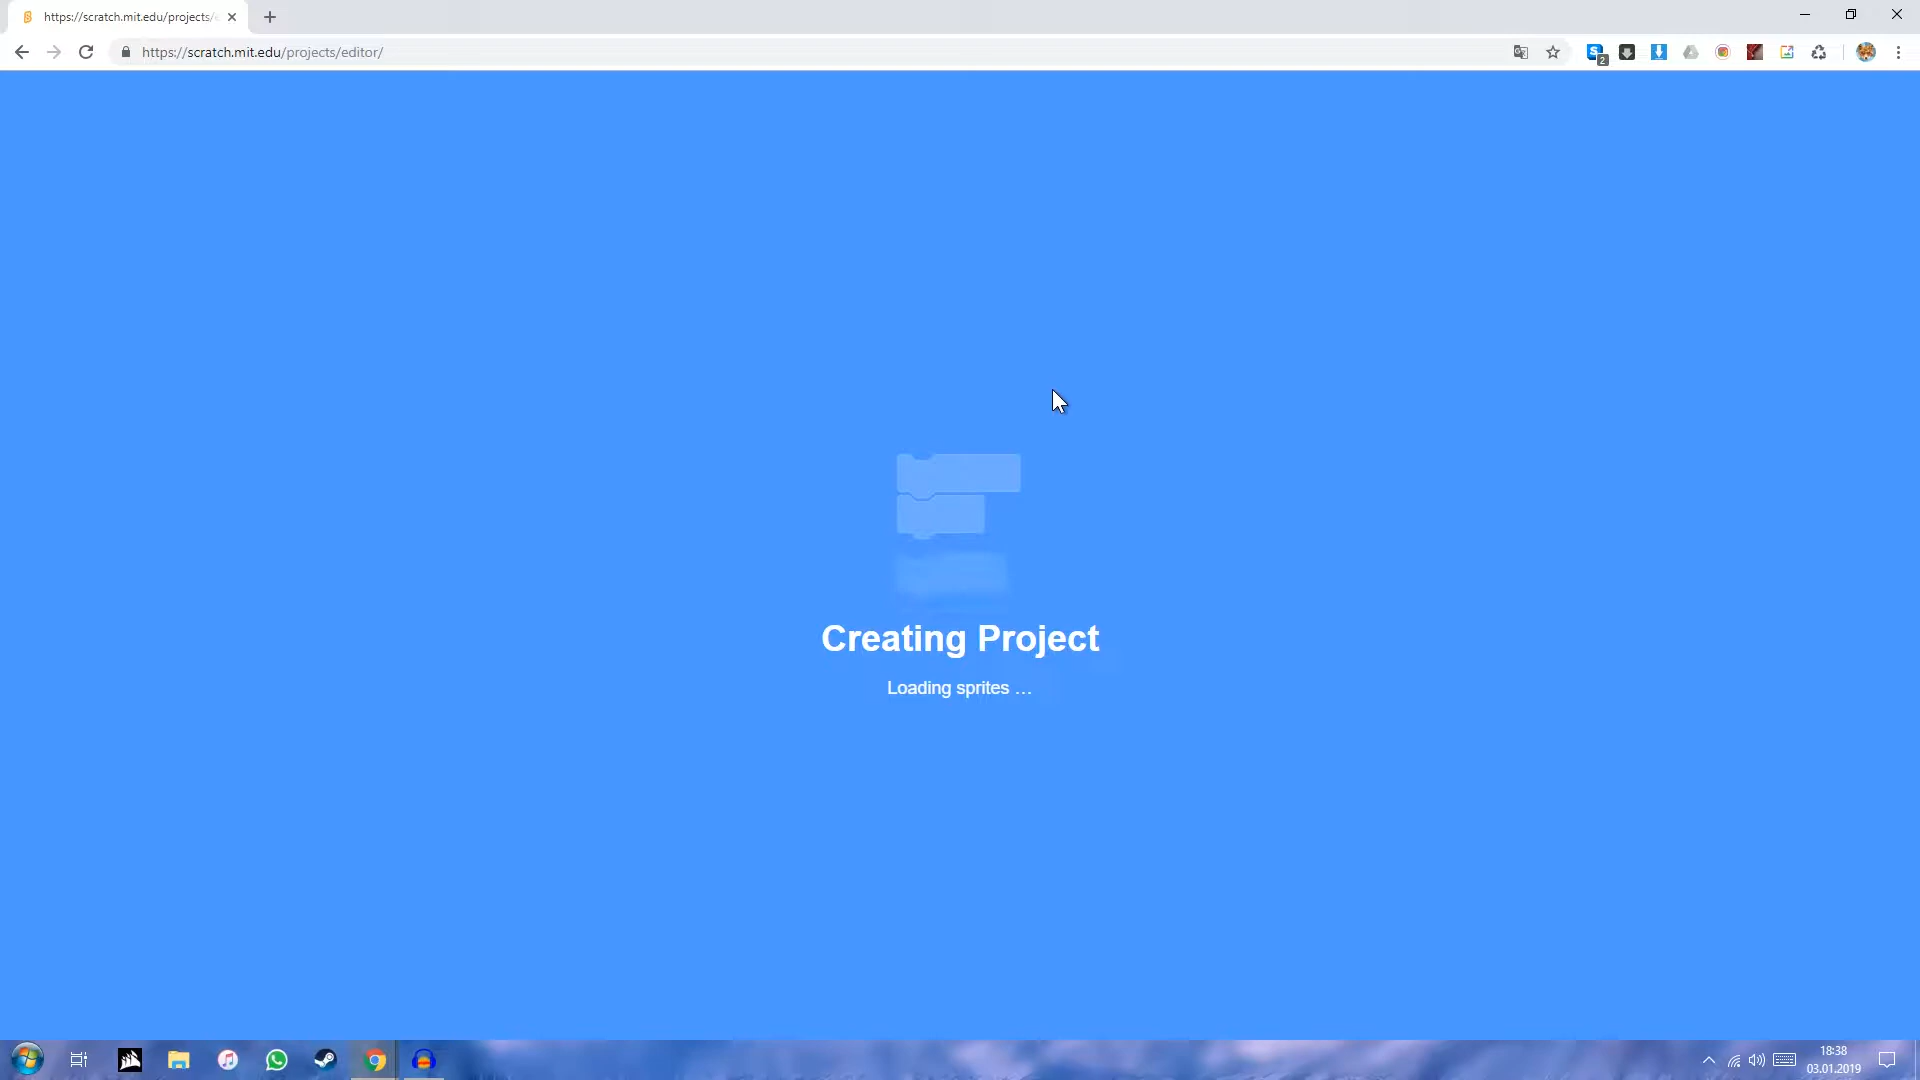 https://scratch.mit.edu/projects/
https://scratch.mit.edu/projects/editor/
2
Creating Project
Loading sprites …
18:38
03.01.2019